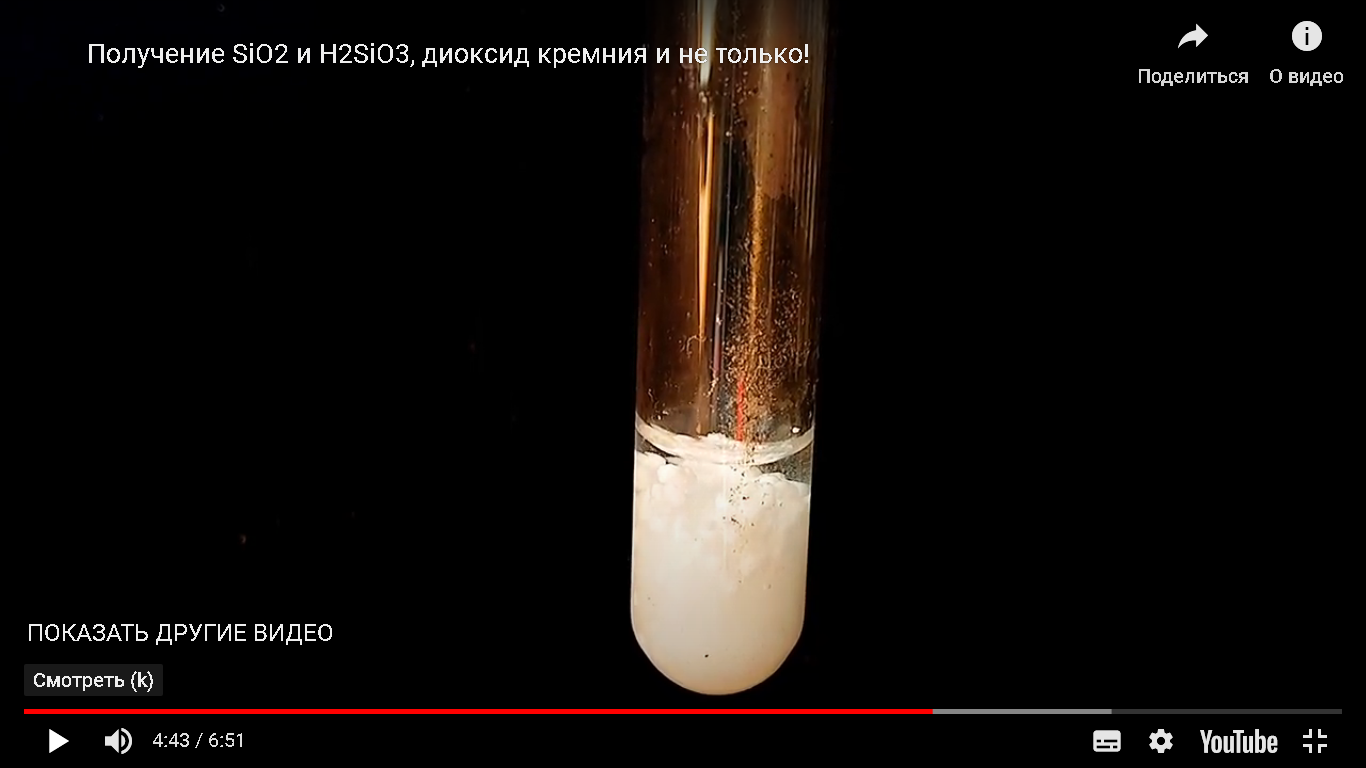 Получение SiO2 и H2SiO3, диоксид кремния и не только!
Поделиться
О видео
ПОКАЗАТЬ ДРУГИЕ ВИДЕО
Смотреть (k)
4:43 / 6:51
YouTube